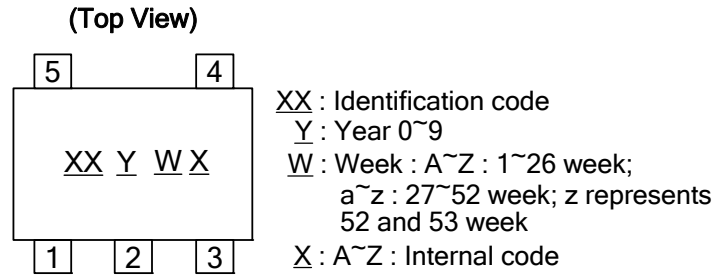 (Top View)
5 4
XX : Identification code
Y : Year 0~9
XX Y W X
W : Week : A~Z : 1~26 week;
a~z : 27~52 week; z represents
52 and 53 week
1 2 3
X : A~Z : Internal code